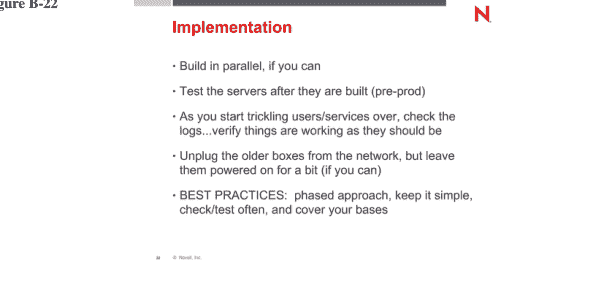 gure B-22
N
Implementation
• Build in parallel, if you can
• Test the servers after they are built (pre-prod)
• As you start trickling users/services over, check the
logs...verify things are working as they should be
• Unplug the older boxes from the network, but leave
them powered on for a bit (if you can)
• BEST PRACTICES: phased approach, keep it simple,
check/test often, and cover your bases
© Novell, Inc.